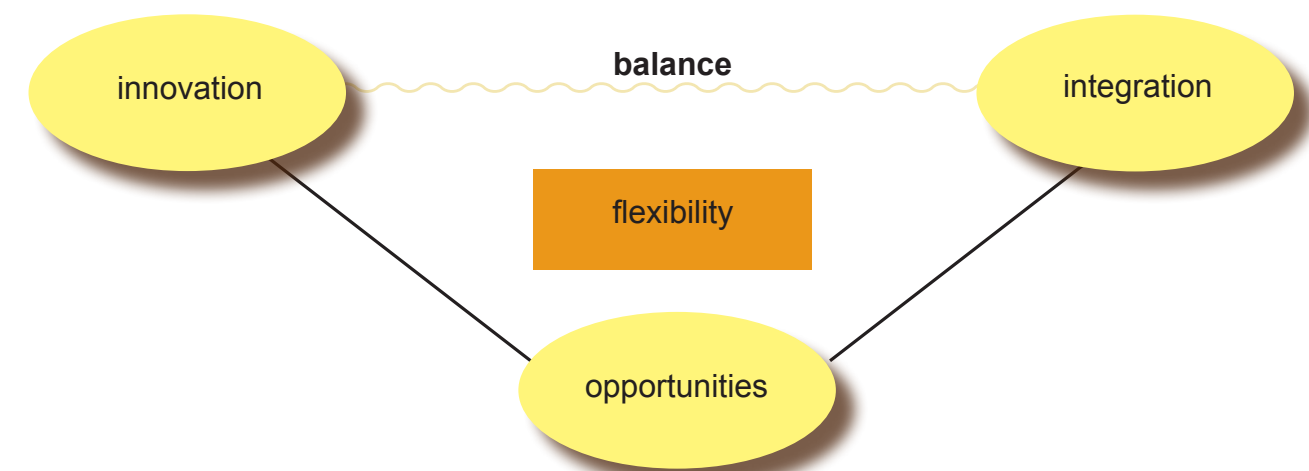 balance
innovation
integration
flexibility
opportunities